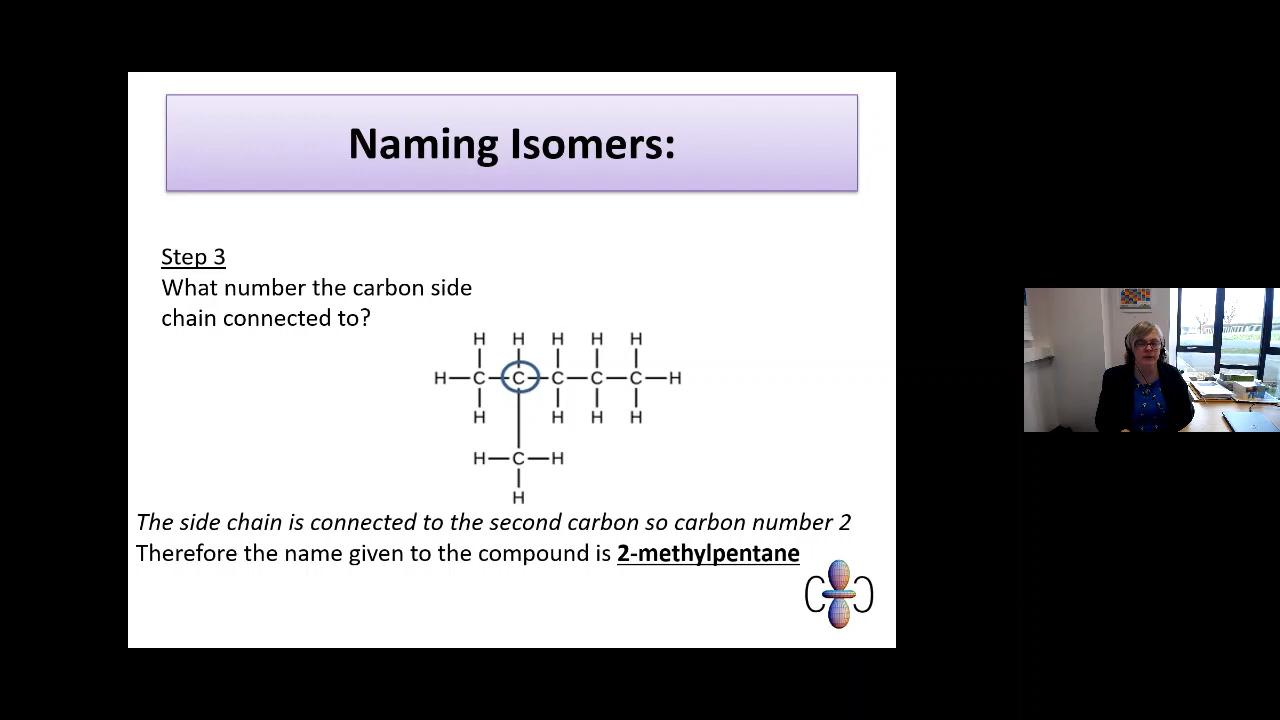 Naming Isomers:
Step 3
What number the carbon side
chain connected to?
H H H H H
H C C C C C H
H H H H
H C H
H
The side chain is connected to the second carbon so carbon number 2
Therefore the name given to the compound is 2-methylpentane